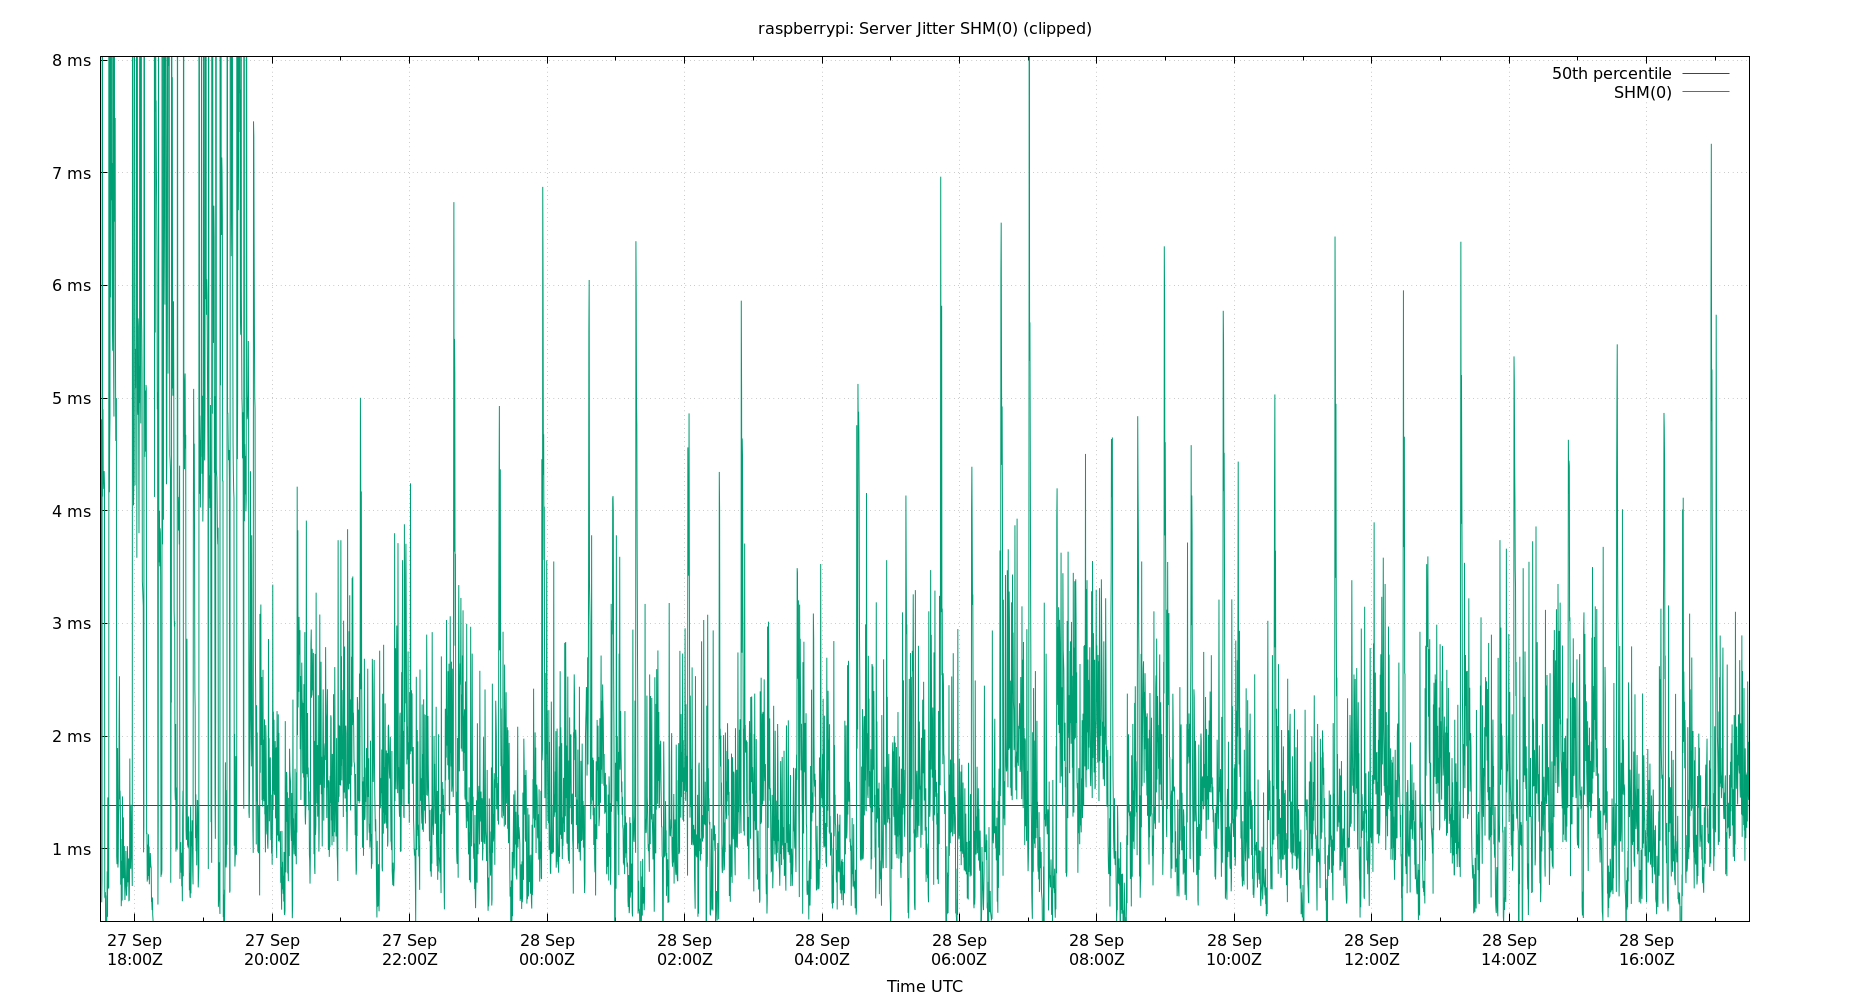 raspberrypi: Server Jitter SHM(0) (clipped)
50th percentile
SHM(0)
8 ms
7 ms
6 ms
5 ms
4 ms
3 ms
2 ms
1 ms
27 Sep 27 Sep 27 Sep 28 Sep 28 Sep 28 Sep 28 Sep 28 Sep 28 Sep 28 Sep 28 Sep 28 Sep
18:00Z 20:00Z 22:00Z 00:00Z 02:00Z 04:00Z 06:00Z 08:00Z 10:00Z 12:00Z 14:00Z 16:00Z
Time UTC